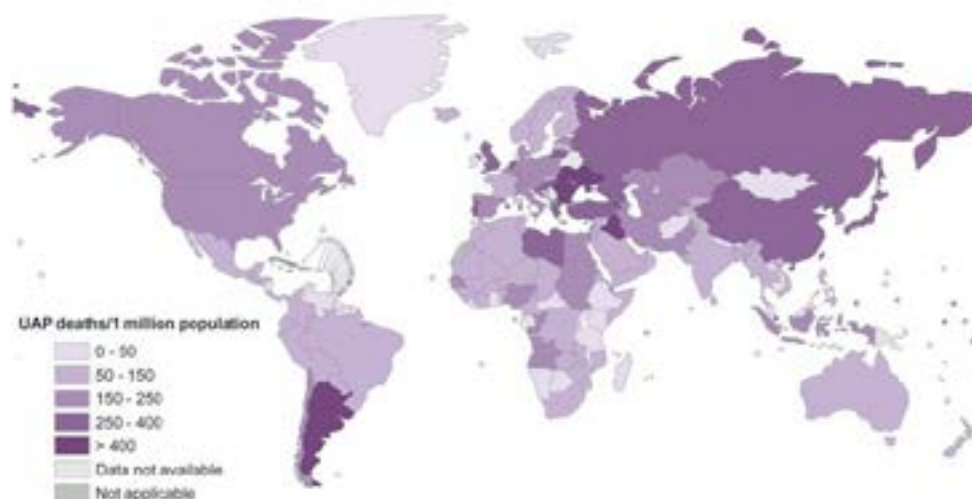 UAP deaths/1 million population
0 - 50
50 - 150
150 - 250
250 - 400
> 400
Data not available
Not applicable